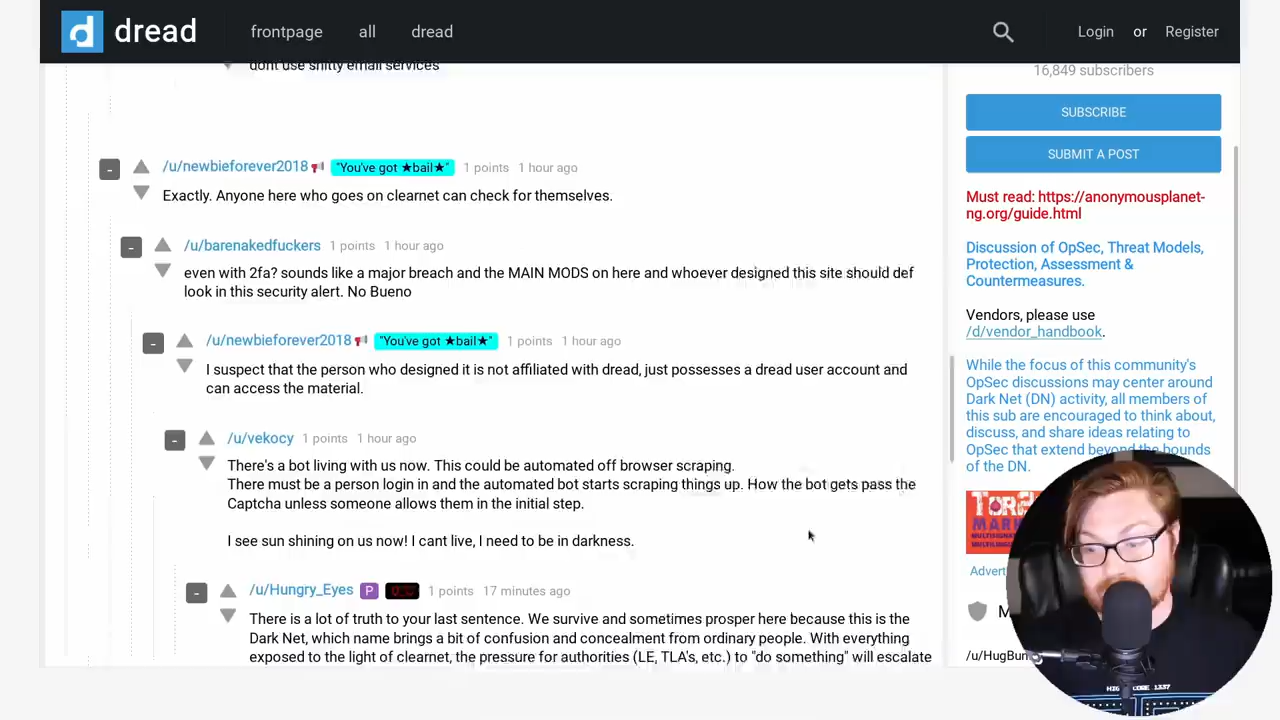 dread
frontpage
all
dread
Login or Register
dont use shitty email services
/u/newbieforever2018 "You've got ★bail★" 1 points 1 hour ago
Exactly. Anyone here who goes on clearnet can check for themselves.
/u/barenakedfuckers 1 points 1 hour ago
even with 2fa? sounds like a major breach and the MAIN MODS on here and whoever designed this site should def
look in this security alert. No Bueno
/u/newbieforever2018 "You've got ★bail★" 1 points 1 hour ago
I suspect that the person who designed it is not affiliated with dread, just possesses a dread user account and
can access the material.
/u/vekocy 1 points 1 hour ago
There's a bot living with us now. This could be automated off browser scraping.
There must be a person login in and the automated bot starts scraping things up. How the bot gets pass the
Captcha unless someone allows them in the initial step.
I see sun shining on us now! I cant live, I need to be in darkness.
/u/Hungry_Eyes P 1 points 17 minutes ago
There is a lot of truth to your last sentence. We survive and sometimes prosper here because this is the
Dark Net, which name brings a bit of confusion and concealment from ordinary people. With everything
exposed to the light of clearnet, the pressure for authorities (LE, TLA's, etc.) to "do something" will escalate
16,849 subscribers
SUBSCRIBE
SUBMIT A POST
Must read: https://anonymousplanet-
ng.org/guide.html
Discussion of OpSec, Threat Models,
Protection, Assessment &
Countermeasures.
Vendors, please use
/d/vendor_handbook.
While the focus of this community's
OpSec discussions may center around
Dark Net (DN) activity, all members of
this sub are encouraged to think about,
discuss, and share ideas relating to
OpSec that extend beyond the bounds
of the DN.